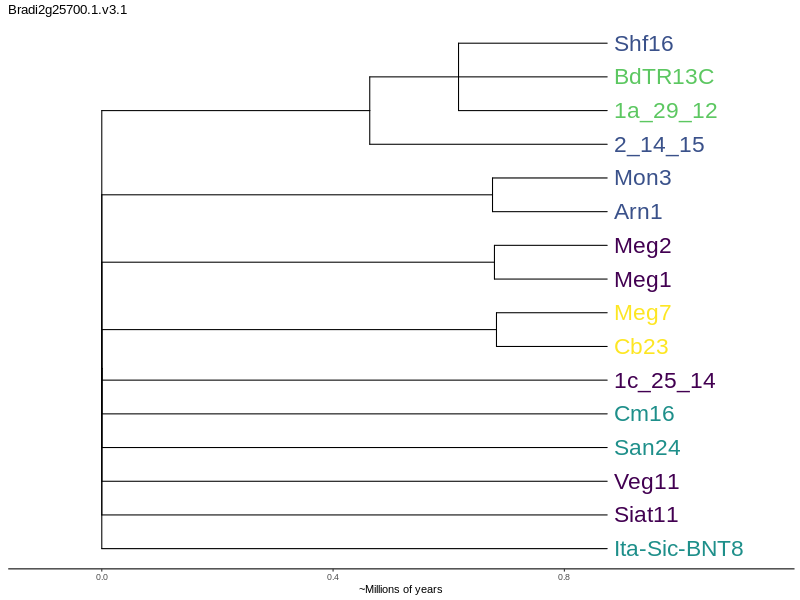 Bradi2g25700.1.v3.1
Shf16
BdTR13C
1a_29_12
2_14_15
Mon3
Arn1
Meg2
Meg1
Meg7
Cb23
1c_25_14
Cm16
San24
Veg11
Siat11
Ita-Sic-BNT8
0.0 0.4 0.8
~Millions of years